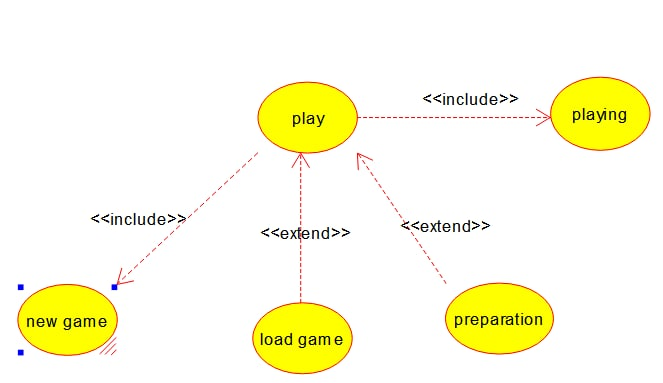 <<include>>
playing
play
<<include>>
<<extend>>
<<extend>>
new game
load game
preparation